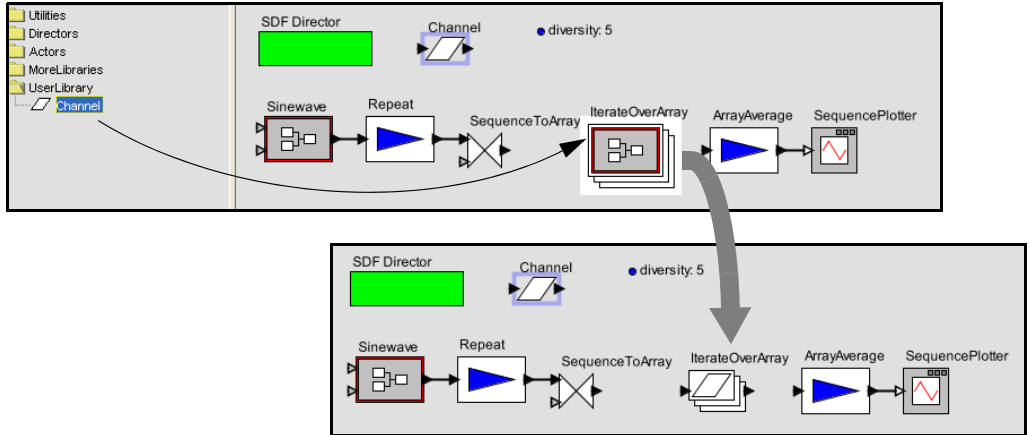 Utilities
Directors
Actors
MoreLibraries
UserLibrary
Channel
SDF Director
Channel
diversity: 5
Sinewave
Repeat
SequenceToArray
IterateOverArray
ArrayAverage
SequencePlotter
SDF Director
Channel
diversity: 5
Sinewave
Repeat
SequenceToArray
IterateOverArray
ArrayAverage
SequencePlotter